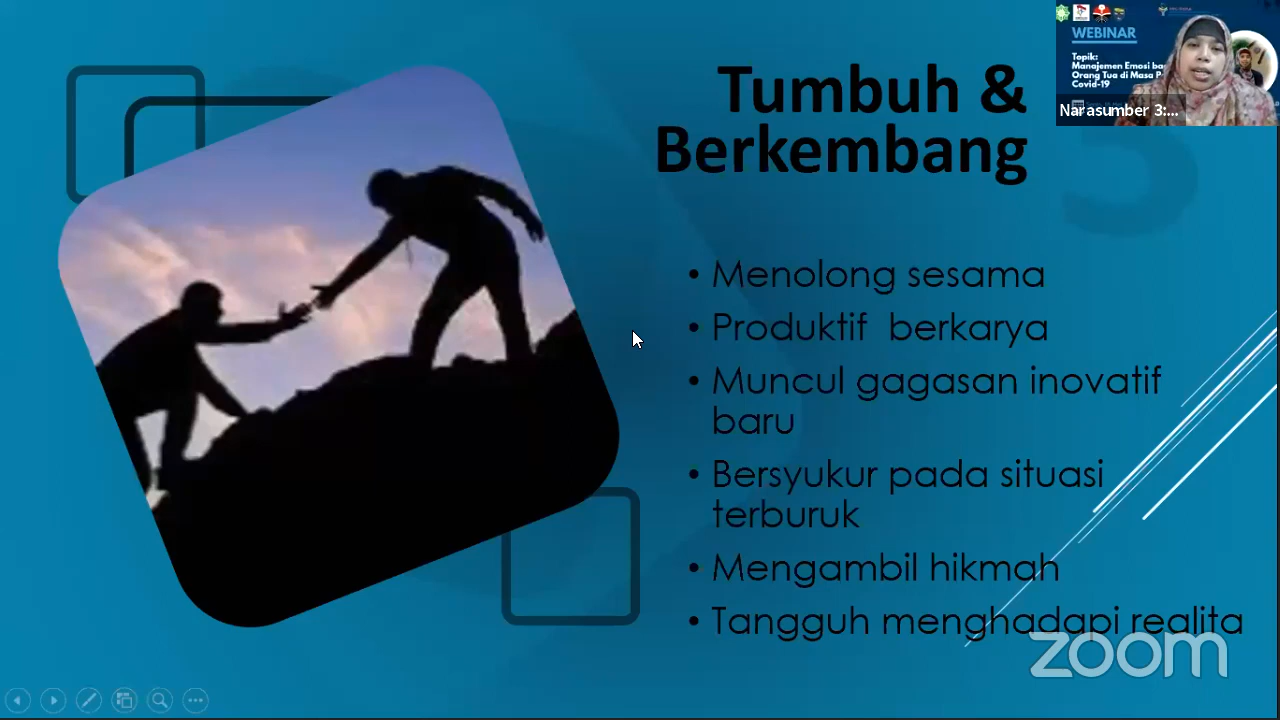 Tumbuh &
Berkembang
• Menolong sesama
• Produktif berkarya
• Muncul gagasan inovatif
baru
• Bersyukur pada situasi
terburuk
• Mengambil hikmah
• Tangguh menghadapi realita
WEBINAR
Topik:
Manajemen Emosi
Orang Tua di Masa
Covid-19
Narasumber 3:...
zoom
3